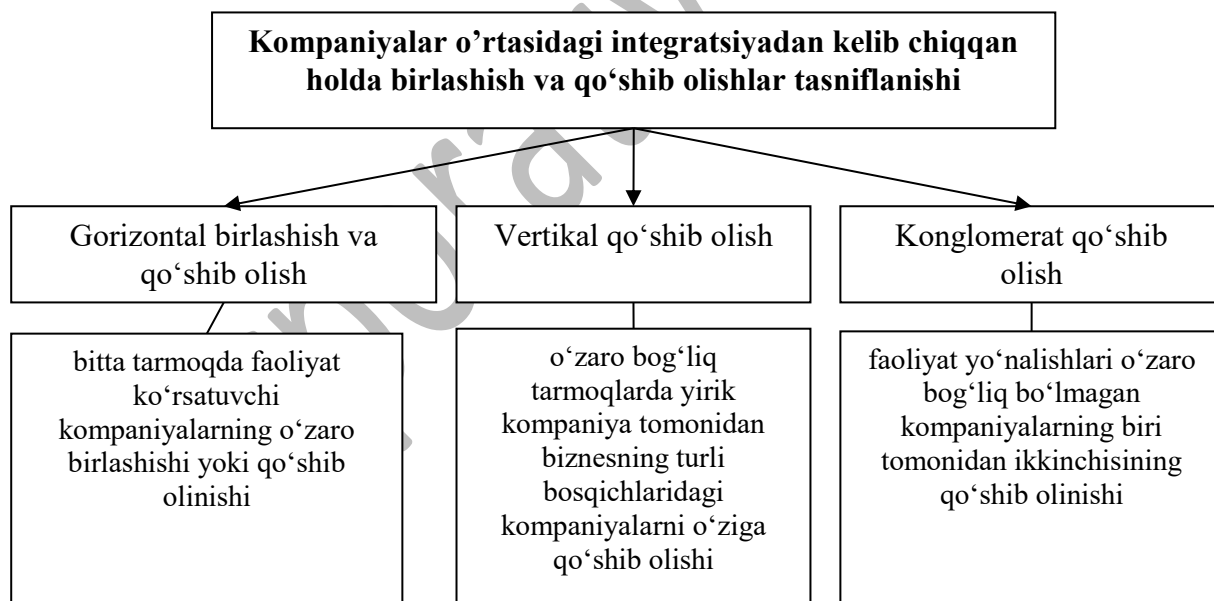 Kompaniyalar o’rtasidagi integratsiyadan kelib chiqqan
holda birlashish va qo‘shib olishlar tasniflanishi
Gorizontal birlashish va
qo‘shib olish
Vertikal qo‘shib olish
Konglomerat qo‘shib
olish
bitta tarmoqda faoliyat
ko‘rsatuvchi
kompaniyalarning o‘zaro
birlashishi yoki qo‘shib
olinishi
o‘zaro bog‘liq
tarmoqlarda yirik
kompaniya tomonidan
biznesning turli
bosqichlaridagi
kompaniyalarni o‘ziga
qo‘shib olishi
faoliyat yo‘nalishlari o‘zaro
bog‘liq bo‘lmagan
kompaniyalarning biri
tomonidan ikkinchisining
qo‘shib olinishi